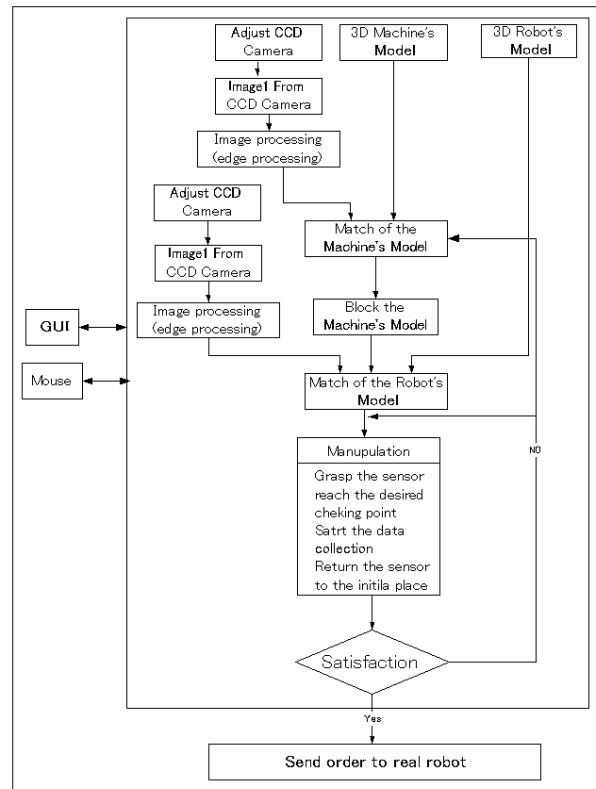 Adjust CCD
Camera
3D Machine's
Model
3D Robot's
Model
Image1 From
CCD Camera
Image processing
(edge processing)
Adjust CCD
Camera
Match of the
Machine's Model
Image1 From
CCD Camera
Image processing
(edge processing)
Block the
Machine's Model
GUI
Mouse
Match of the Robot's
Model
NO
Manupulation
Grasp the sensor
reach the desired
cheking point
Satrt the data
collection
Return the sensor
to the initila place
Satisfaction
Yes
Send order to real robot